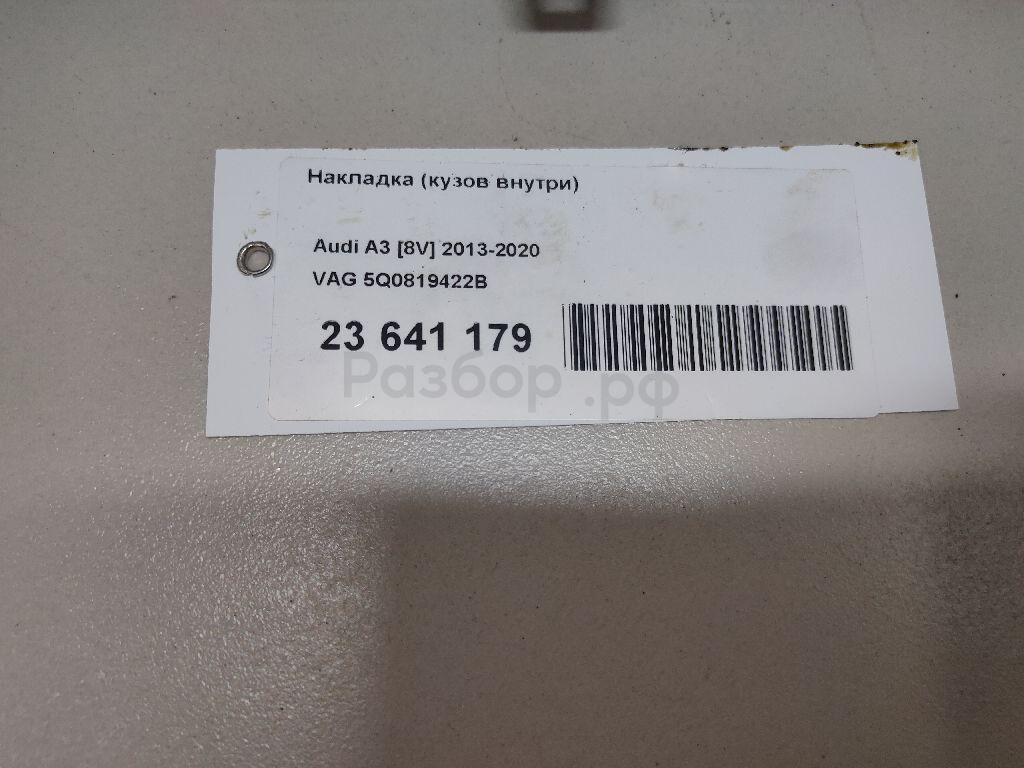 Накладка (кузов внутри)
Audi A3 [8V] 2013-2020
VAG 5Q0819422B
23 641 179
Разбор.рф